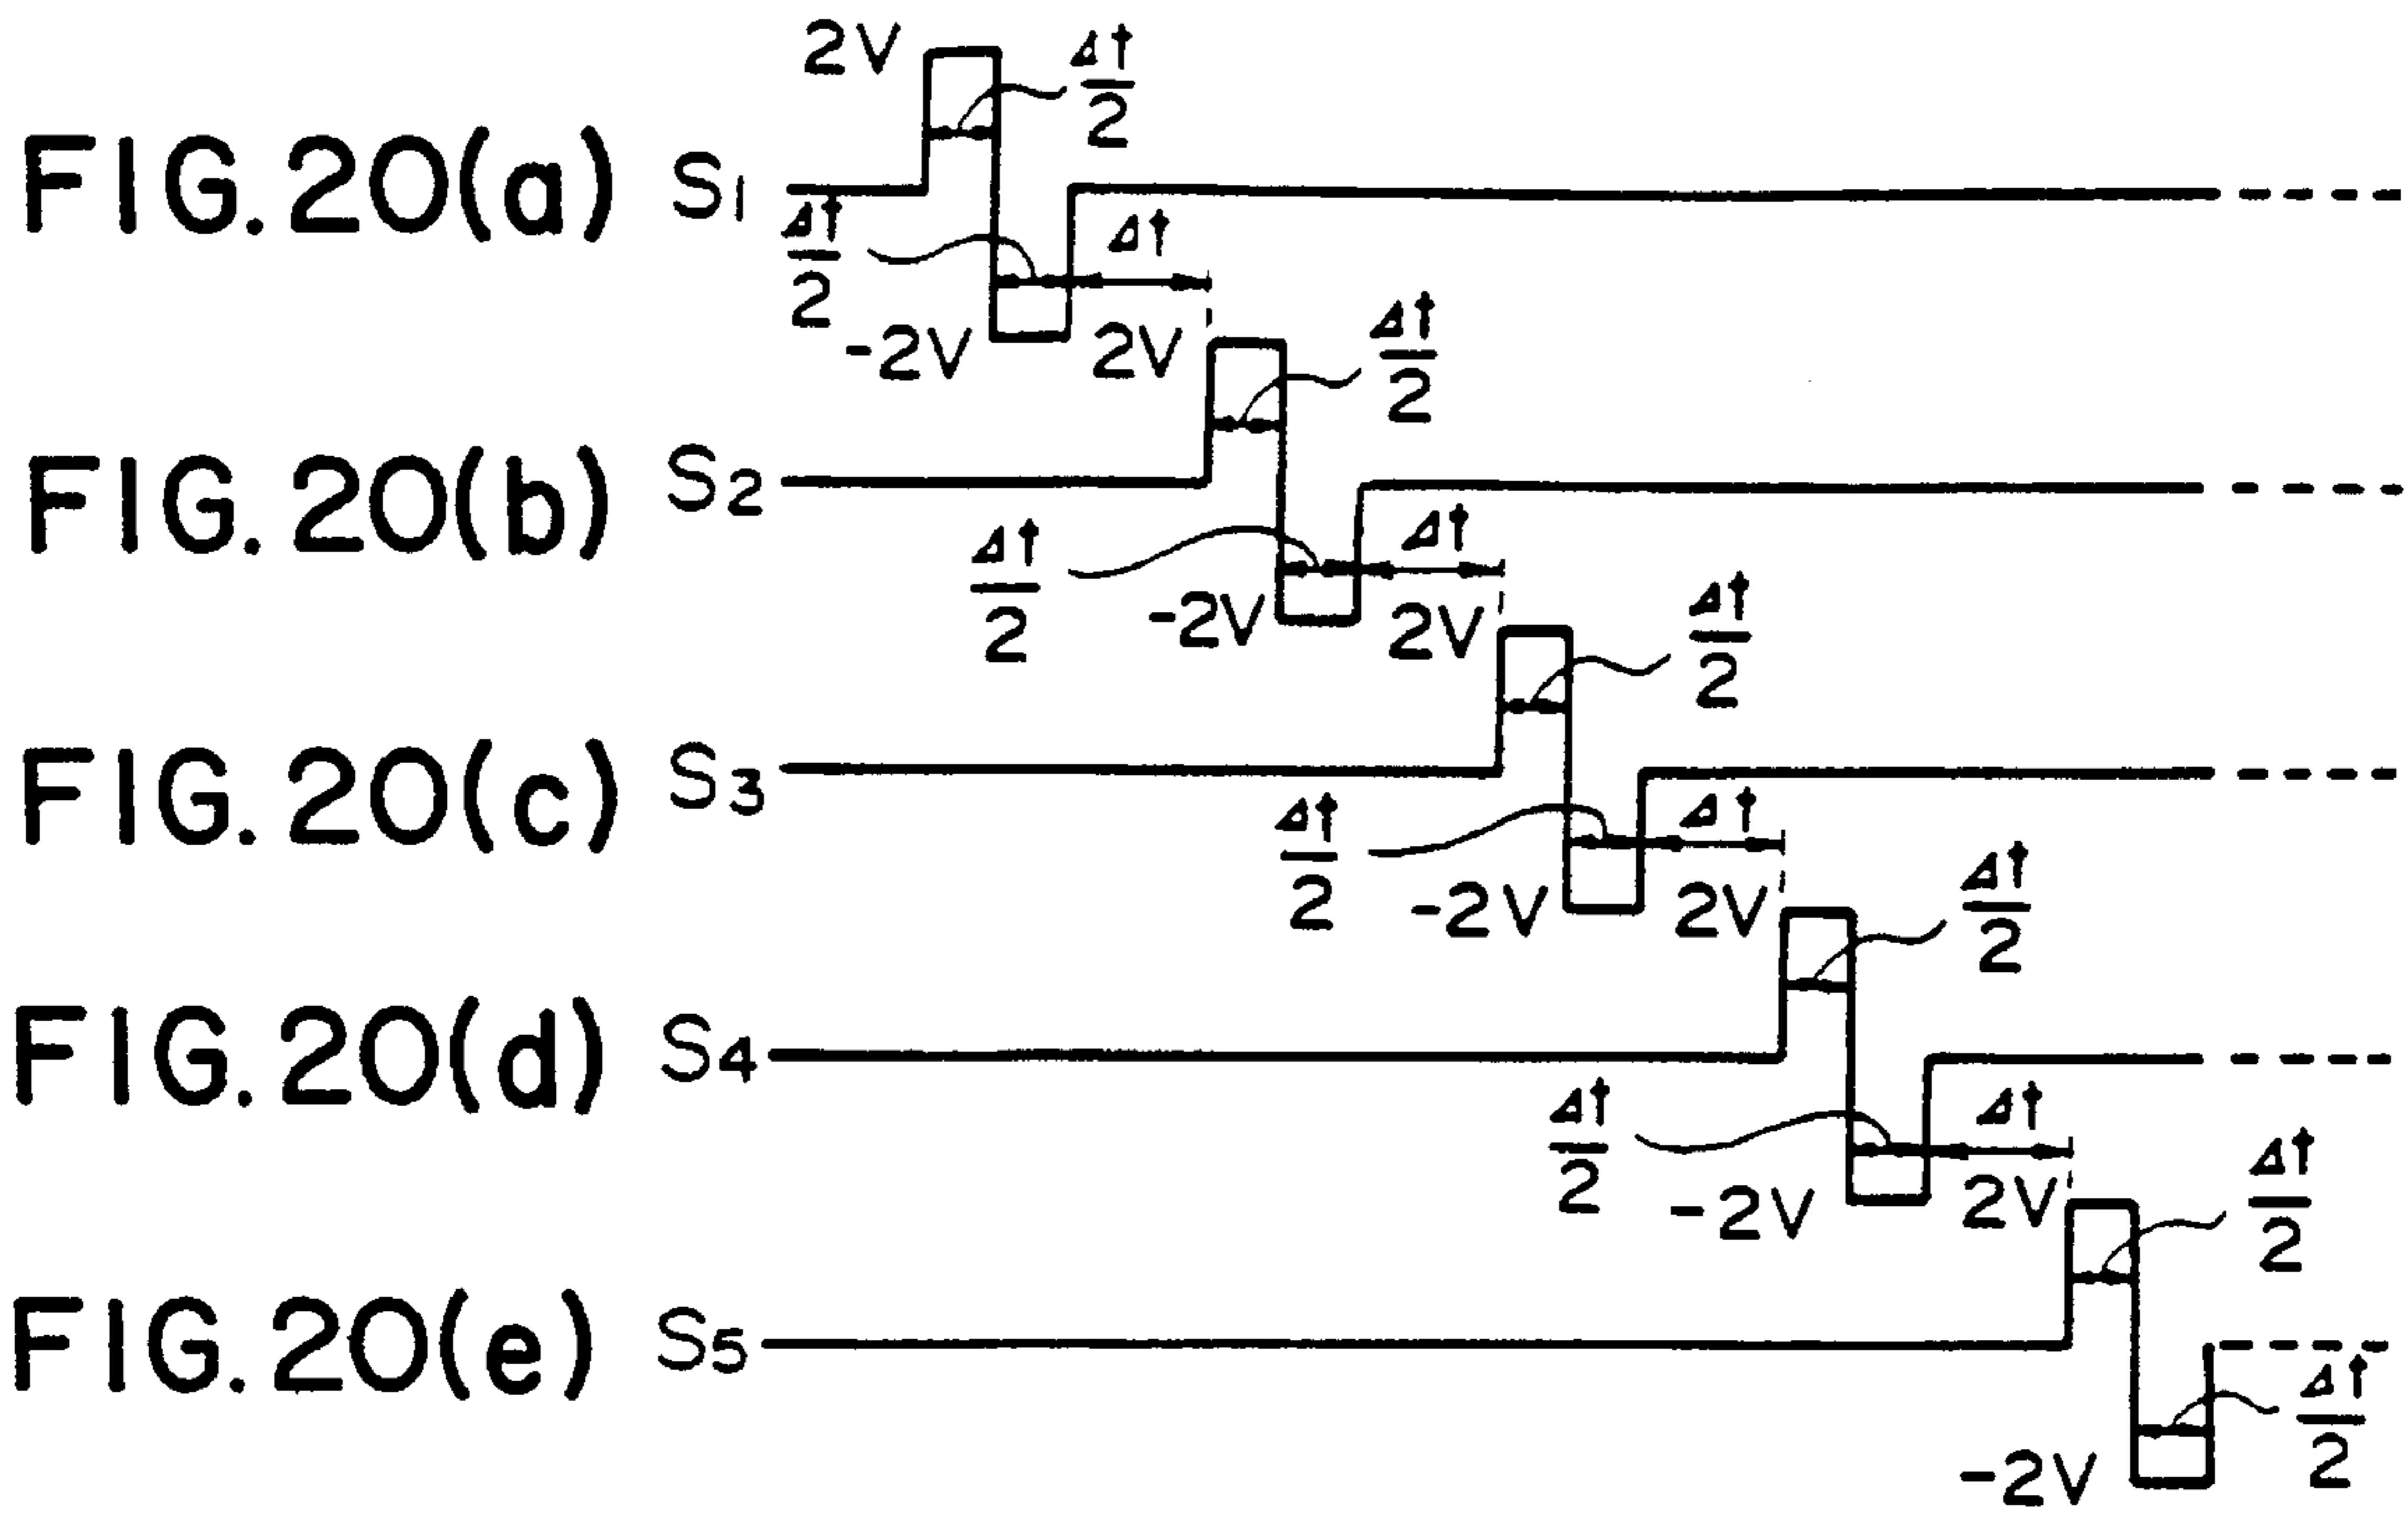 FIG. 20(a) S1 2V Δt/2
Δt/2 -2V Δt
FIG. 20(b) S2 2V Δt/2
Δt/2 -2V Δt
FIG. 20(c) S3 2V Δt/2
Δt/2 -2V Δt
FIG. 20(d) S4 2V Δt/2
Δt/2 -2V Δt
FIG. 20(e) S5 2V Δt/2
-2V Δt/2